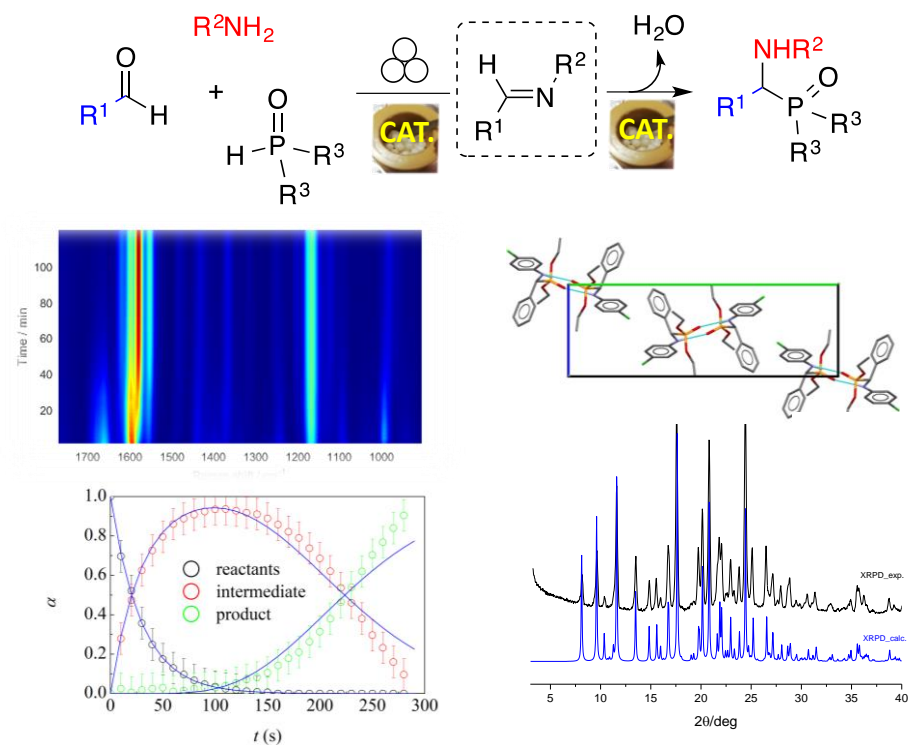 R²NH₂
O
R¹
H
+
O
H
P
R³
R³
CAT.
H
R²
N
R¹
H₂O
CAT.
NHR²
R¹
P
O
R³
R³
Time / min
100
80
60
40
20
1700 1600 1500 1400 1300 1200 1100 1000
α
1.0
0.8
0.6
0.4
0.2
0.0
reactants
intermediate
product
0 50 100 150 200 250 300
t (s)
XRPD_exp.
XRPD_calc.
5 10 15 20 25 30 35 40
2θ/deg